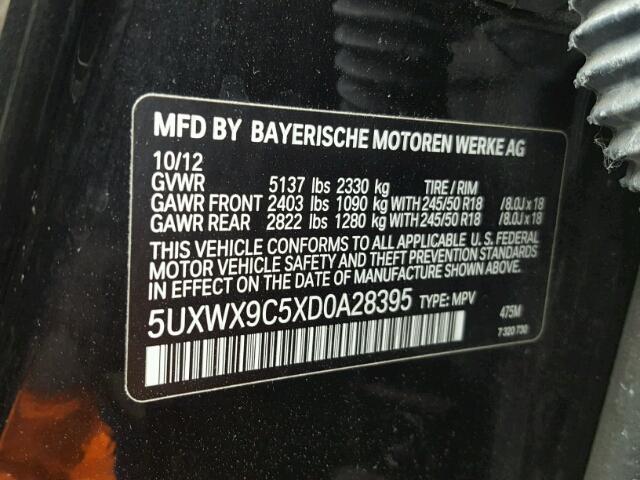 MFD BY BAYERISCHE MOTOREN WERKE AG
10/12
GVWR 5137 lbs 2330 kg TIRE / RIM
GAWR FRONT 2403 lbs 1090 kg WITH 245/50 R18 /8.0J x 18
GAWR REAR 2822 lbs 1280 kg WITH 245/50 R18 /8.0J x 18
THIS VEHICLE CONFORMS TO ALL APPLICABLE U. S. FEDERAL
MOTOR VEHICLE SAFETY AND THEFT PREVENTION STANDARDS
IN EFFECT ON THE DATE OF MANUFACTURE SHOWN ABOVE.
5UXWX9C5XD0A28395 TYPE: MPV 475M
7 320 730